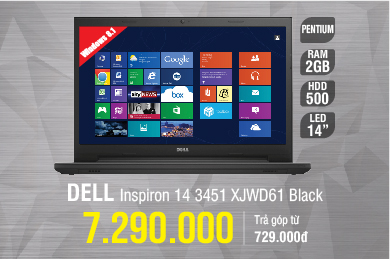 Windows 8.1
PENTIUM
RAM
2GB
HDD
500
LED
14"
Google
box
DELL
DELL Inspiron 14 3451 XJWD61 Black
7.290.000
Trả góp từ
729.000đ